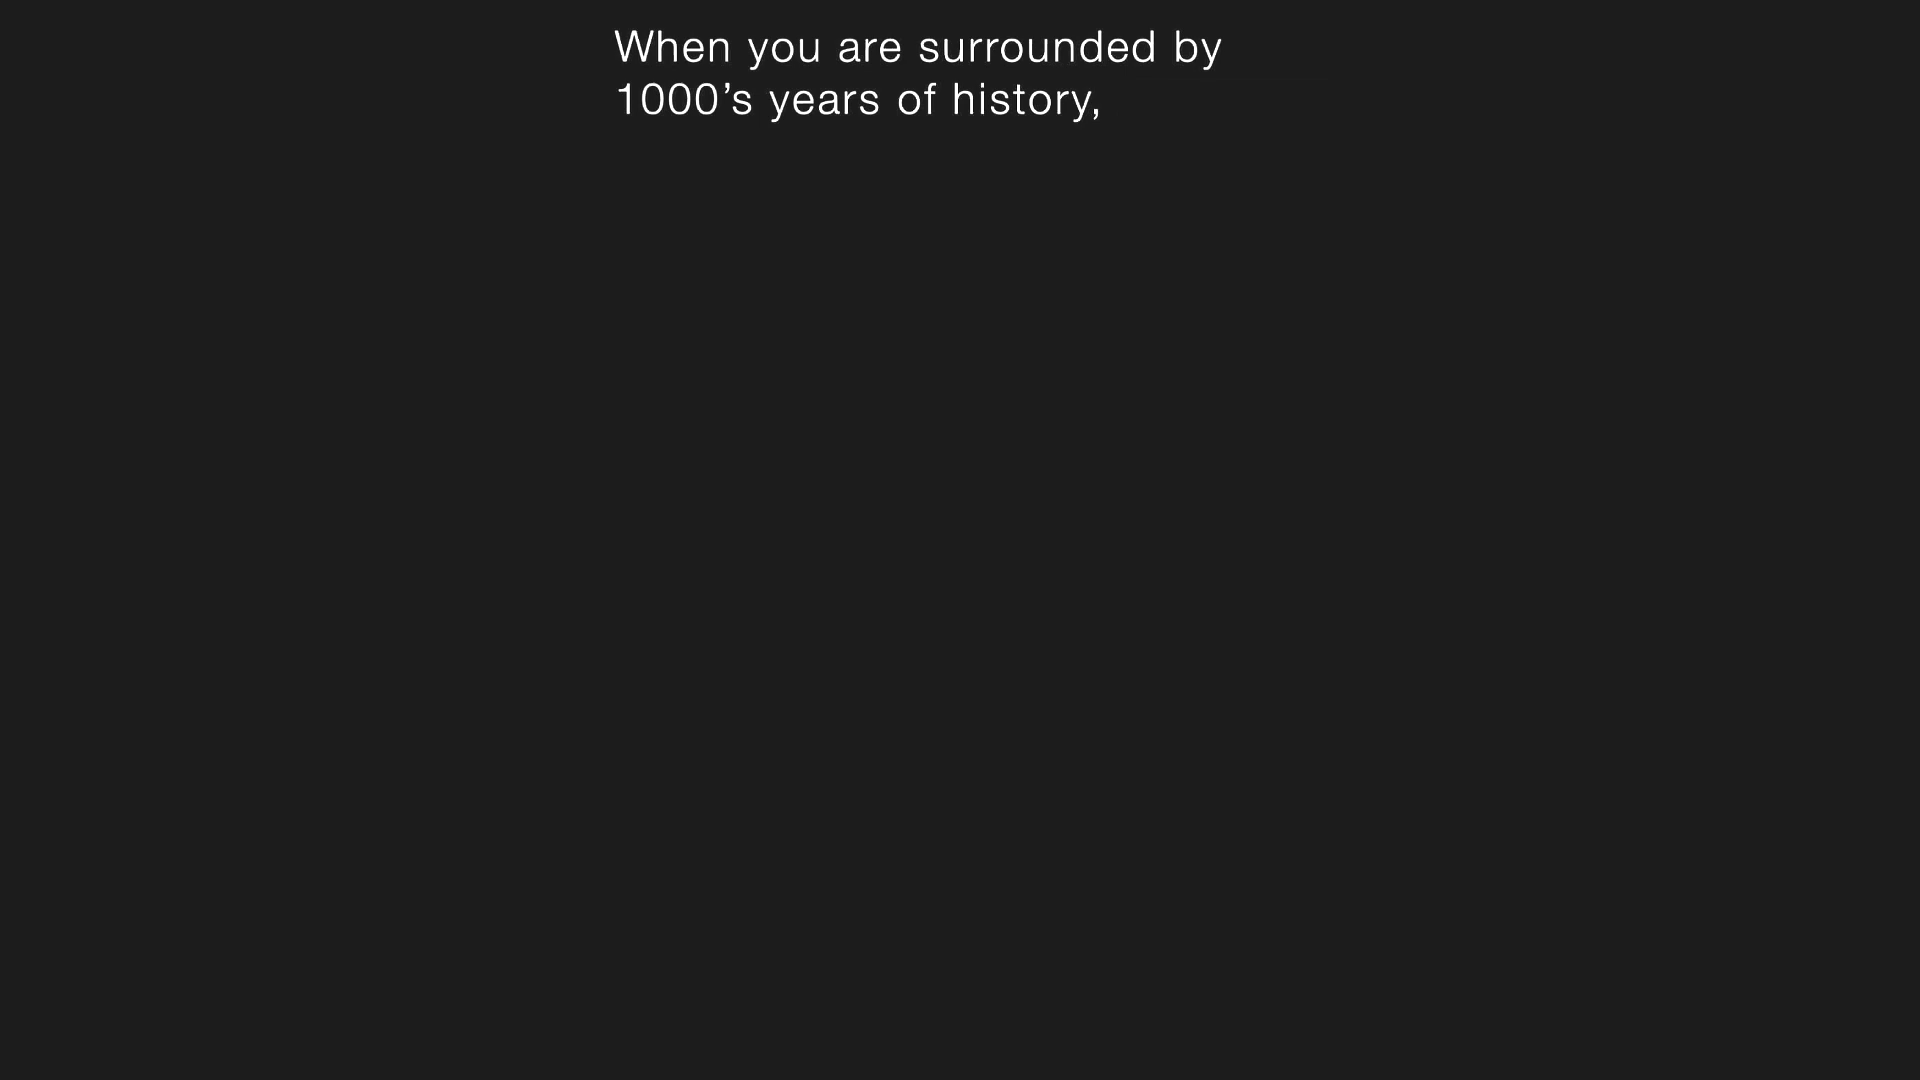 When you are surrounded by
1000’s years of history,